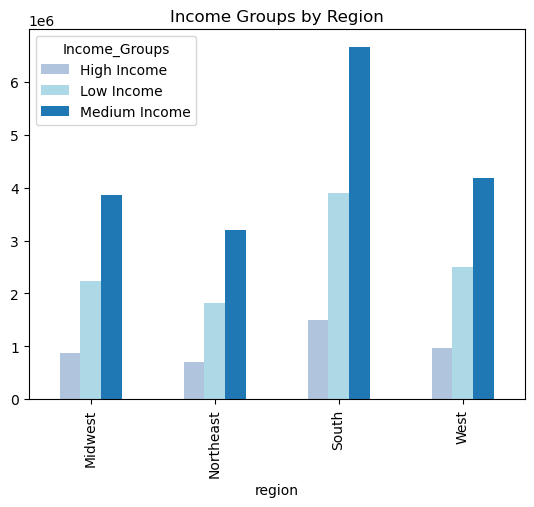 Income Groups by Region
1e6
Income_Groups
High Income
Low Income
Medium Income
6
5
4
3
2
1
0
Midwest
Northeast
South
West
region